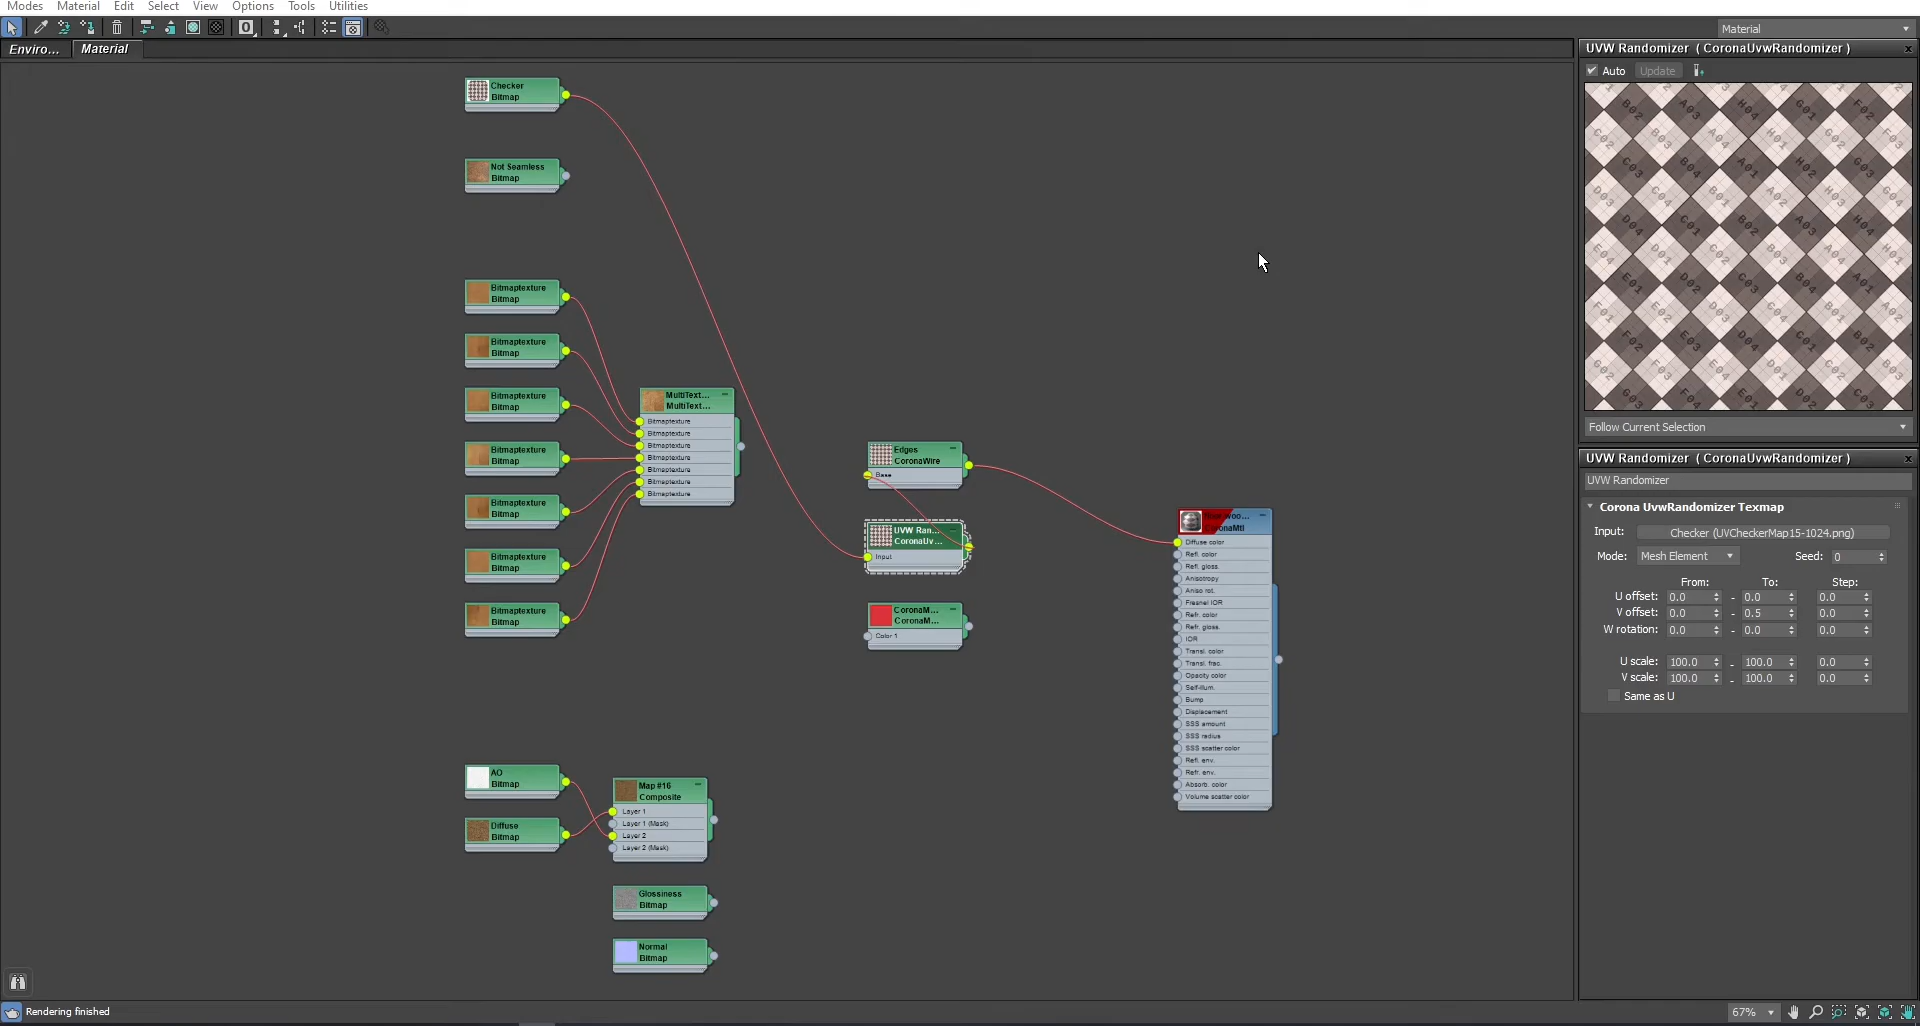 Modes Material Edit Select View Options Tools Utilities
Material
Enviro... Material
UVW Randomizer ( CoronaUvwRandomizer )
Auto Update
Checker
Bitmap
Not Seamless
Bitmap
Bitmaptexture
Bitmap
Bitmaptexture
Bitmap
Bitmaptexture
Bitmap
Bitmaptexture
Bitmap
Bitmaptexture
Bitmap
Bitmaptexture
Bitmap
Bitmaptexture
Bitmap
MultiText...
MultiText...
Bitmaptexture
Bitmaptexture
Bitmaptexture
Bitmaptexture
Bitmaptexture
Bitmaptexture
Bitmaptexture
Edges
CoronaWire
Base
UVW Ran...
CoronaUv...
Input
CoronaM...
CoronaM...
Color 1
CoronaMtl
Diffuse color
Refl. color
Refl. gloss.
Anisotropy
Aniso rot.
Fresnel IOR
Refr. color
Refr. gloss.
IOR
Transl. color
Transl. frac.
Opacity color
Self-Illum.
Bump
Displacement
SSS amount
SSS radius
SSS scatter color
Refl. env.
Refr. env.
Absorb. color
Volume scatter color
AO
Bitmap
Diffuse
Bitmap
Map #16
Composite
Layer 1
Layer 1 (Mask)
Layer 2
Layer 2 (Mask)
Glossiness
Bitmap
Normal
Bitmap
Follow Current Selection
UVW Randomizer ( CoronaUvwRandomizer )
UVW Randomizer
Corona UvwRandomizer Texmap
Input: Checker (UVCheckerMap15-1024.png)
Mode: Mesh Element Seed: 0
From: To: Step:
U offset: 0.0 - 0.0 0.0
V offset: 0.0 - 0.5 0.0
W rotation: 0.0 - 0.0 0.0
U scale: 100.0 - 100.0 0.0
V scale: 100.0 - 100.0 0.0
Same as U
Rendering finished
67%